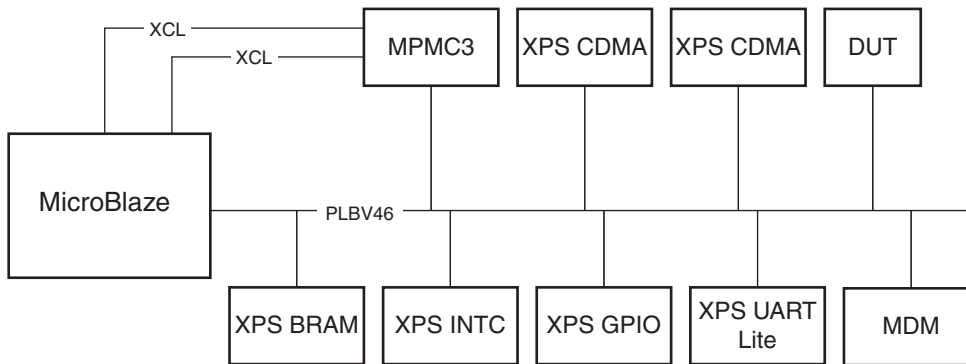 XCL
XCL
MPMC3
XPS CDMA
XPS CDMA
DUT
MicroBlaze
PLBV46
XPS BRAM
XPS INTC
XPS GPIO
XPS UART
Lite
MDM